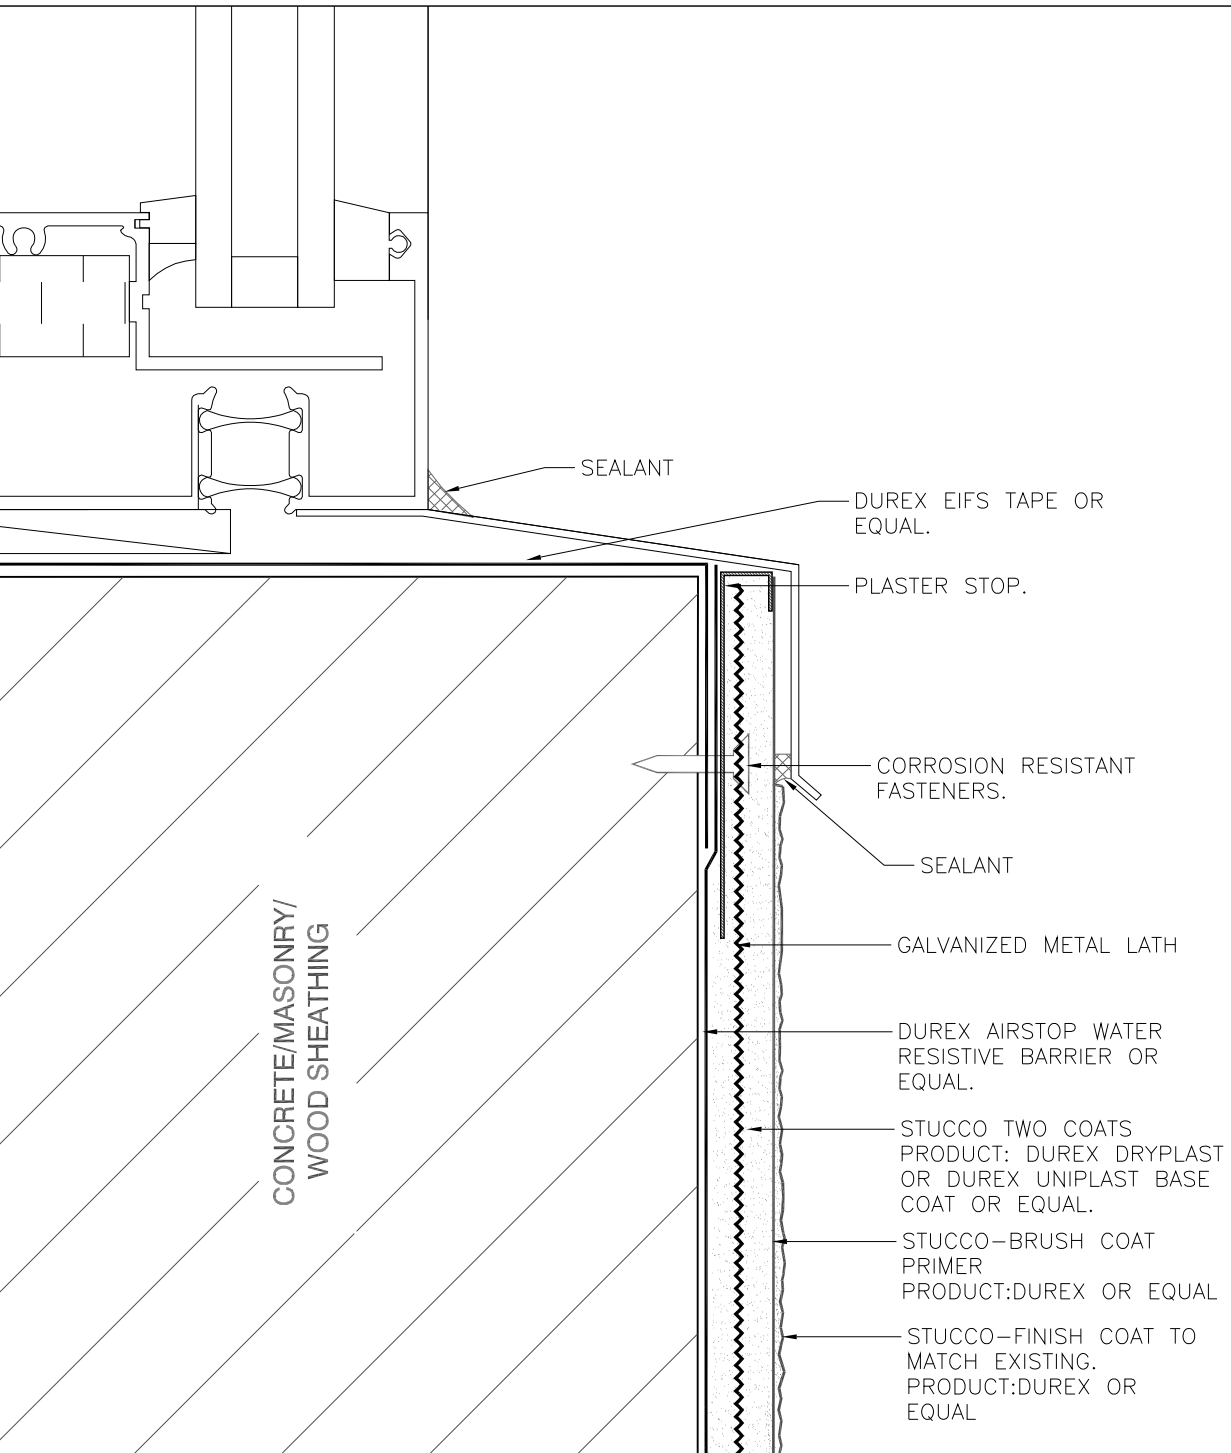 SEALANT
DUREX EIFS TAPE OR
EQUAL.
PLASTER STOP.
CORROSION RESISTANT
FASTENERS.
SEALANT
GALVANIZED METAL LATH
DUREX AIRSTOP WATER
RESISTIVE BARRIER OR
EQUAL.
STUCCO TWO COATS
PRODUCT: DUREX DRYPLAST
OR DUREX UNIPLAST BASE
COAT OR EQUAL.
STUCCO-BRUSH COAT
PRIMER
PRODUCT:DUREX OR EQUAL
STUCCO-FINISH COAT TO
MATCH EXISTING.
PRODUCT:DUREX OR
EQUAL
CONCRETE/MASONRY/
WOOD SHEATHING